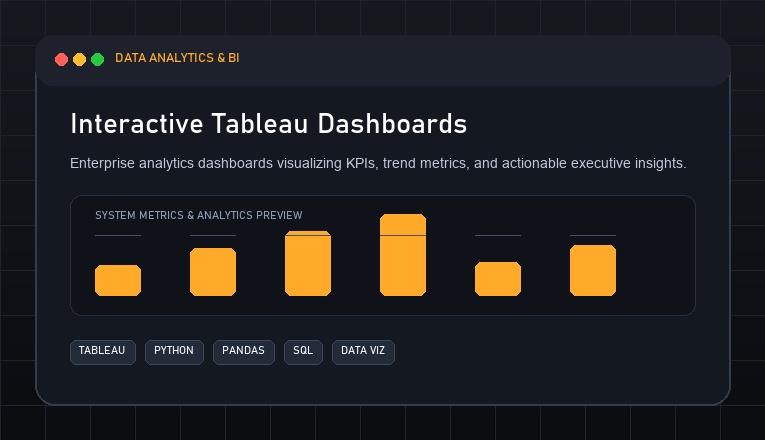 DATA ANALYTICS & BI
Interactive Tableau Dashboards
Enterprise analytics dashboards visualizing KPIs, trend metrics, and actionable executive insights.
SYSTEM METRICS & ANALYTICS PREVIEW
TABLEAU PYTHON PANDAS SQL DATA VIZ